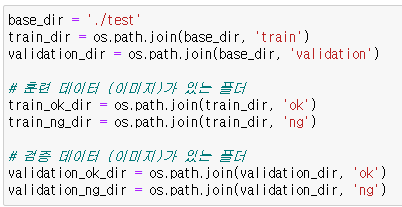 base_dir = './test'
train_dir = os.path.join(base_dir, 'train')
validation_dir = os.path.join(base_dir, 'validation')
# 훈련 데이터 (이미지)가 있는 폴더
train_ok_dir = os.path.join(train_dir, 'ok')
train_ng_dir = os.path.join(train_dir, 'ng')
# 검증 데이터 (이미지)가 있는 폴더
validation_ok_dir = os.path.join(validation_dir, 'ok')
validation_ng_dir = os.path.join(validation_dir, 'ng')